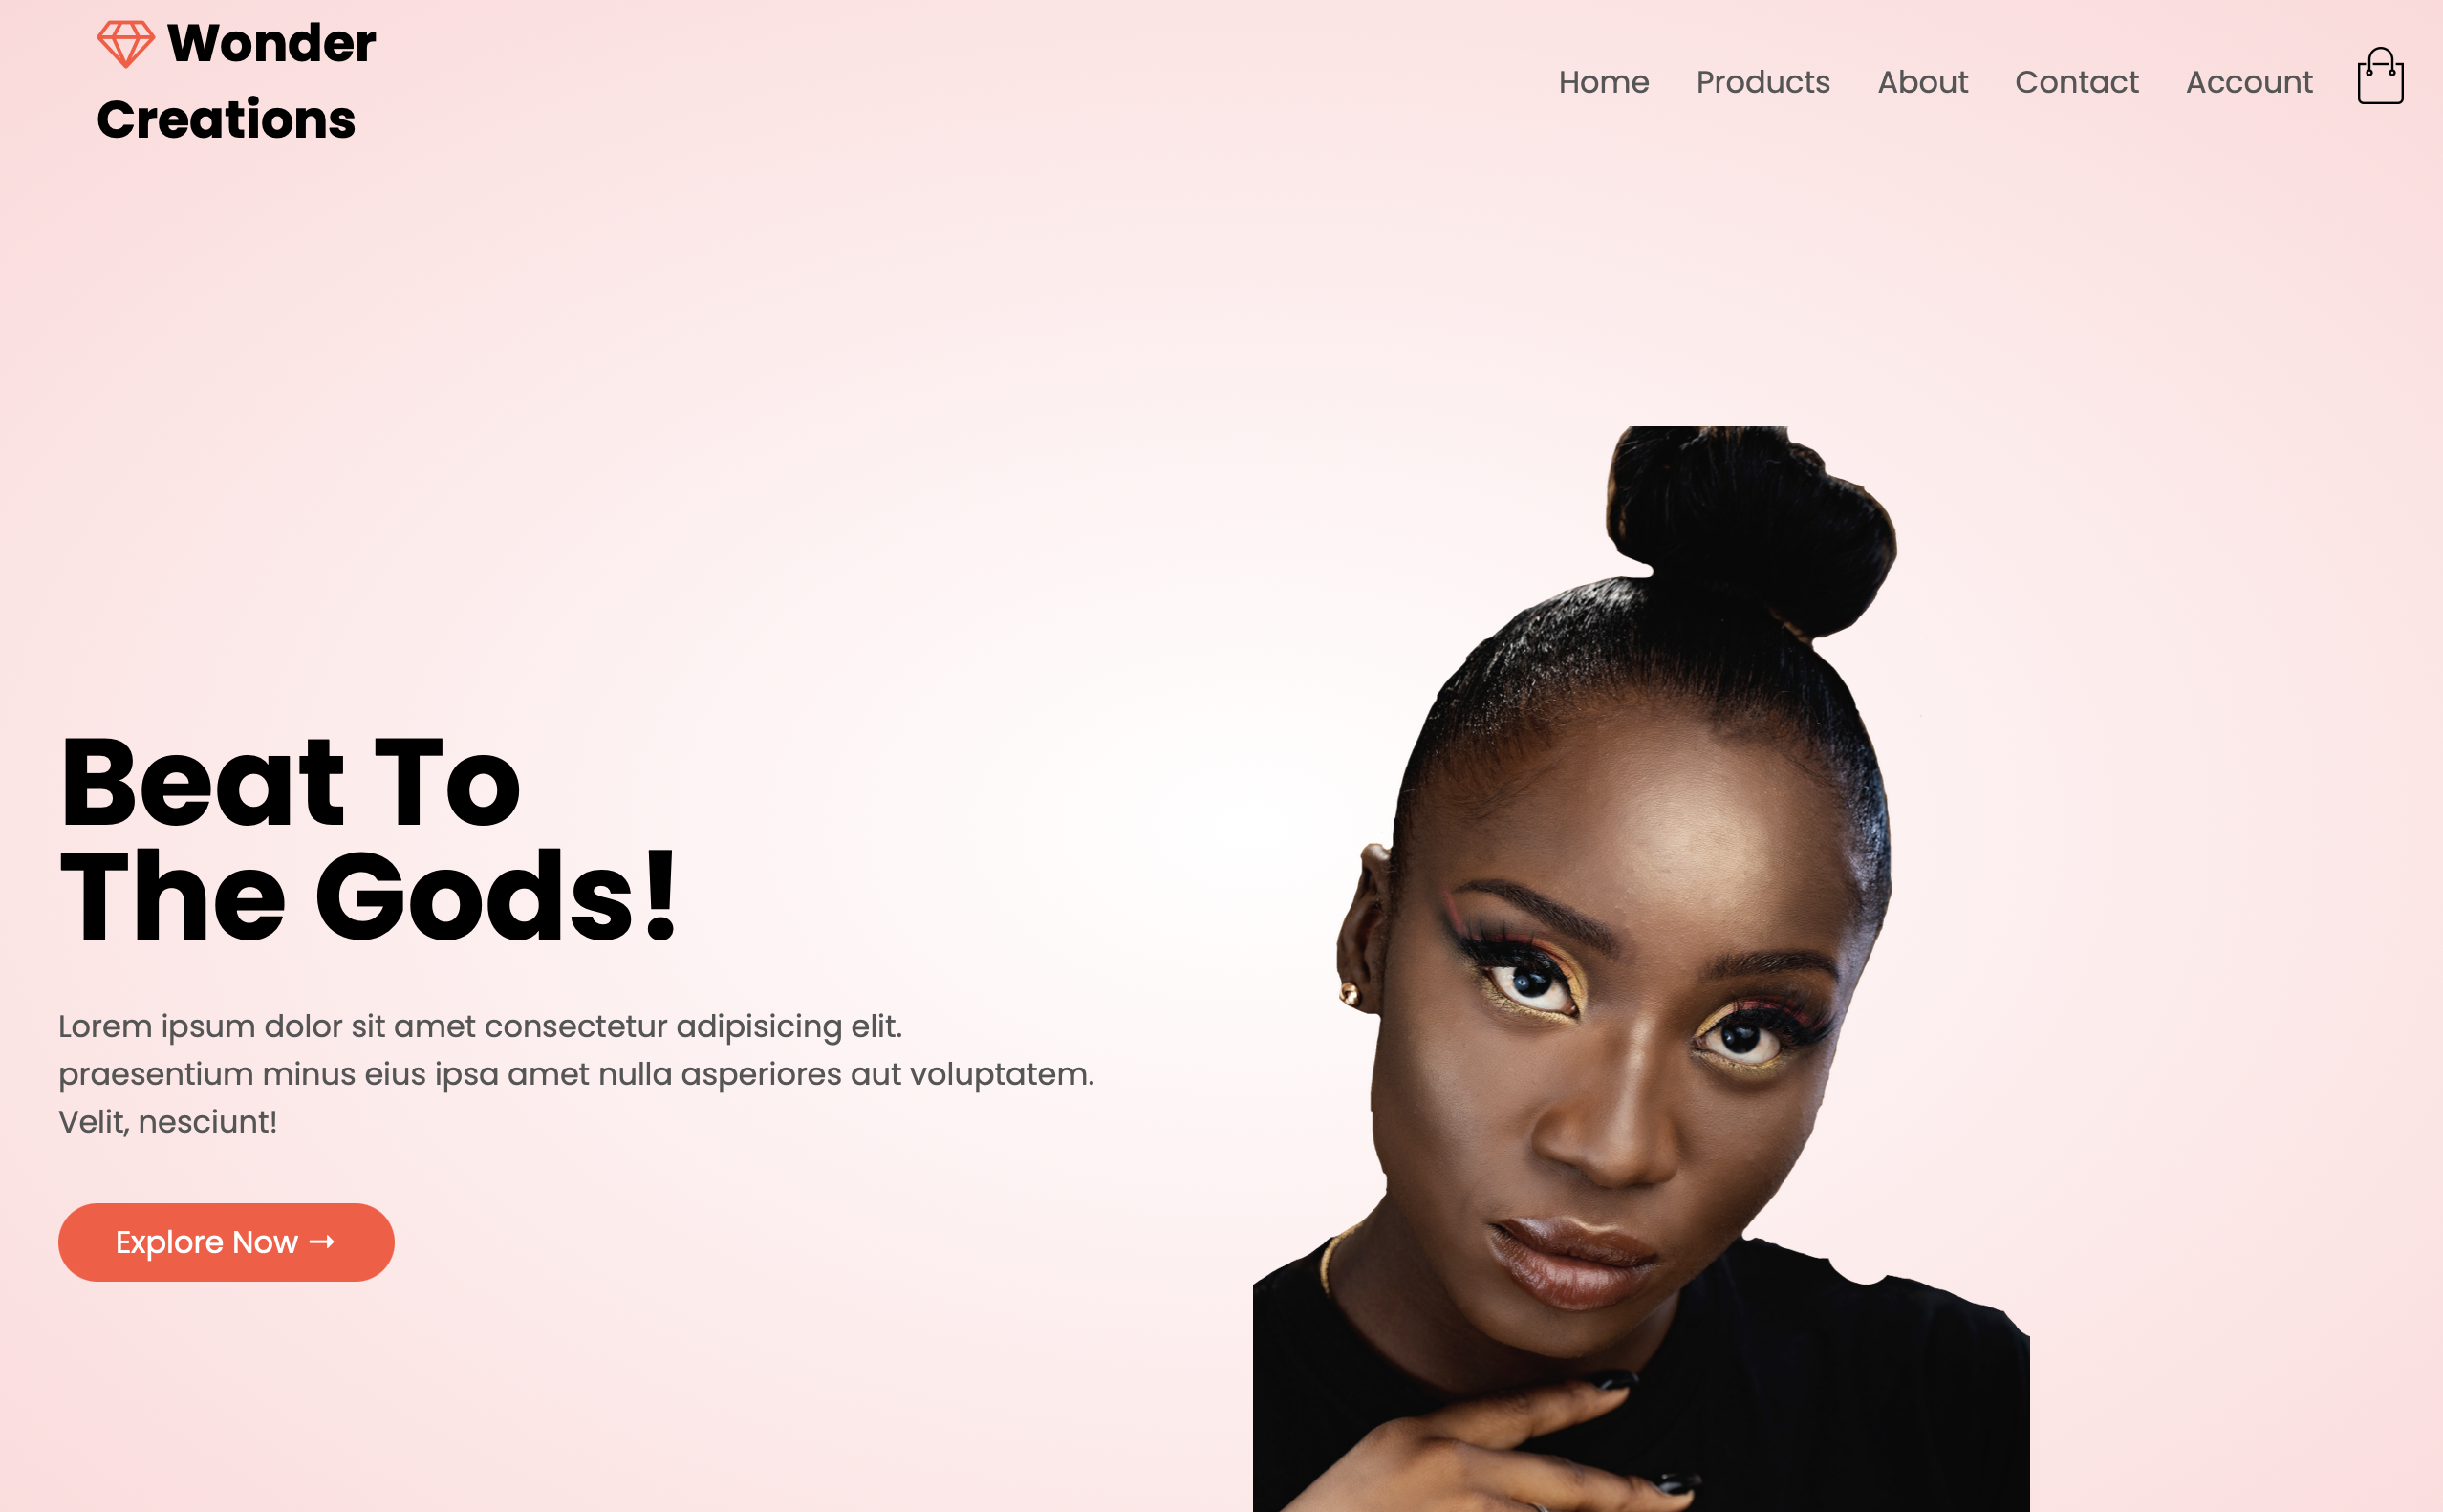 Wonder
Creations
Home Products About Contact Account
Beat To
The Gods!
Lorem ipsum dolor sit amet consectetur adipisicing elit.
praesentium minus eius ipsa amet nulla asperiores aut voluptatem.
Velit, nesciunt!
Explore Now →